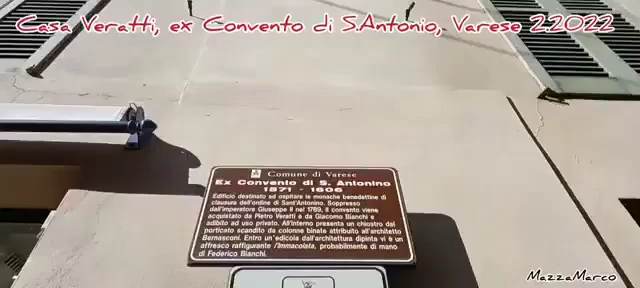 Casa Veratti, ex Convento di S.Antonio, Varese 2.2022
Comune di Varese
Ex Convento di S. Antonino
1571 - 1606
Edificio destinato ad ospitare le monache benedettine di
clausura dell'ordine di Sant'Antonino. Soppresso
dall'imperatore Giuseppe II nel 1789, il convento viene
acquistato da Pietro Veratti e da Giacomo Bianchi e
adibito ad uso privato. All'interno presenta un chiostro dal
porticato scandito da colonne binate attribuito all'architetto
Bernasconi. Entro un'edicola dall'architettura dipinta vi è un
affresco raffigurante l'Immacolata, probabilmente di mano
di Federico Bianchi.
MazzaMarco